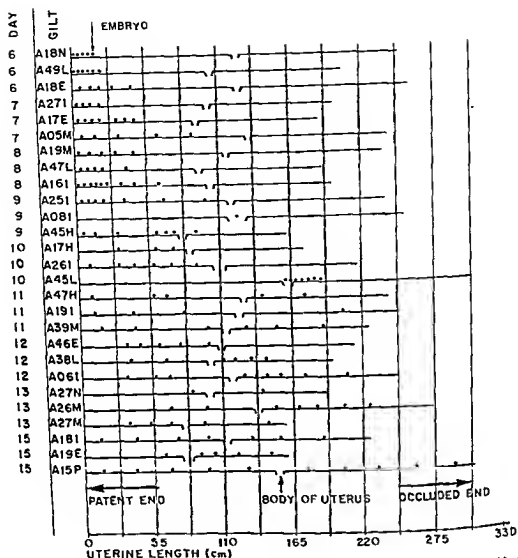 DAY GILT EMBRYO
6 A18N
6 A49L
6 A18E
7 A271
7 A17E
7 A05M
8 A19M
8 A47L
8 A161
9 A251
9 A081
9 A45H
10 A17H
10 A261
10 A45L
11 A47H
11 A191
11 A39M
12 A46E
12 A38L
12 A061
13 A27N
13 A26M
13 A27M
15 A181
15 A19E
15 A15P
PATENT END BODY OF UTERUS OCCLUDED END
0 55 110 165 220 275 330
UTERINE LENGTH (cm)